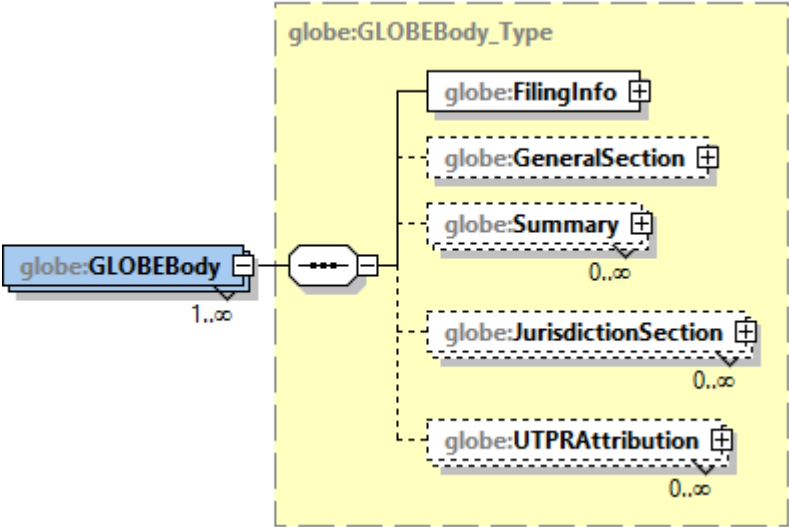 globe:GLOBEBody_Type
globe:FilingInfo
globe:GeneralSection
globe:Summary
0..∞
globe:GLOBEBody
1..∞
globe:JurisdictionSection
0..∞
globe:UTPRAttribution
0..∞